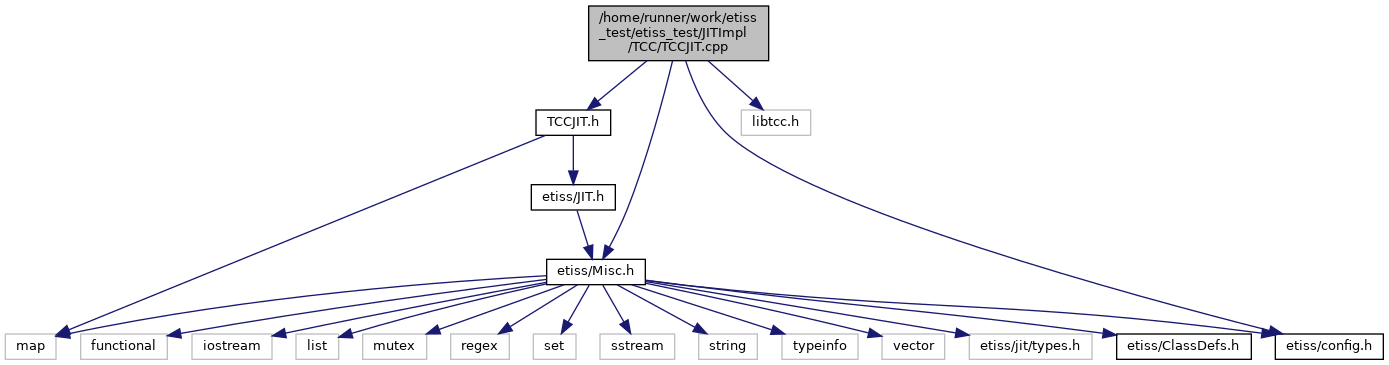 /home/runner/work/etiss
_test/etiss_test/JITImpl
/TCC/TCCJIT.cpp
TCCJIT.h
libtcc.h
etiss/JIT.h
etiss/Misc.h
map
functional
iostream
list
mutex
regex
set
sstream
string
typeinfo
vector
etiss/jit/types.h
etiss/ClassDefs.h
etiss/config.h